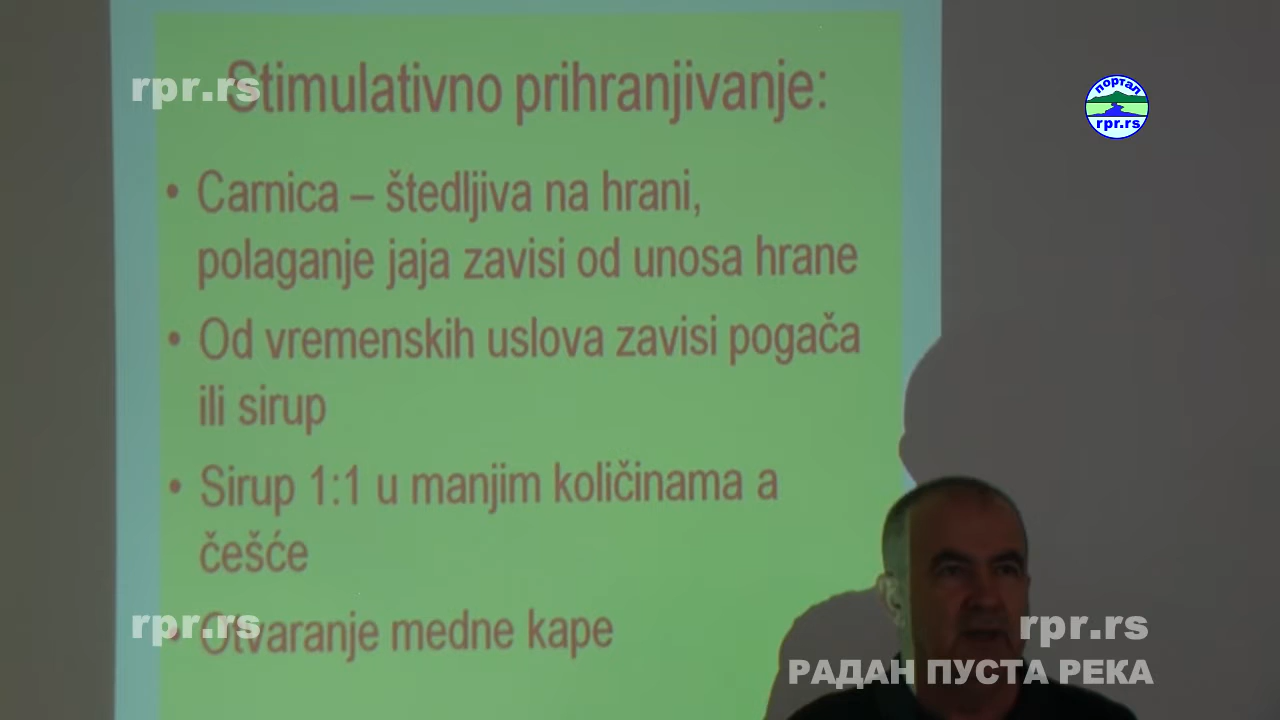 Stimulativno prihranjivanje:
• Carnica – štedljiva na hrani,
polaganje jaja zavisi od unosa hrane
• Od vremenskih uslova zavisi pogača
ili sirup
• Sirup 1:1 u manjim količinama a
češće
• Otvaranje medne kape
rpr.rs
портал
rpr.rs
rpr.rs
rpr.rs
РАДАН ПУСТА РЕКА